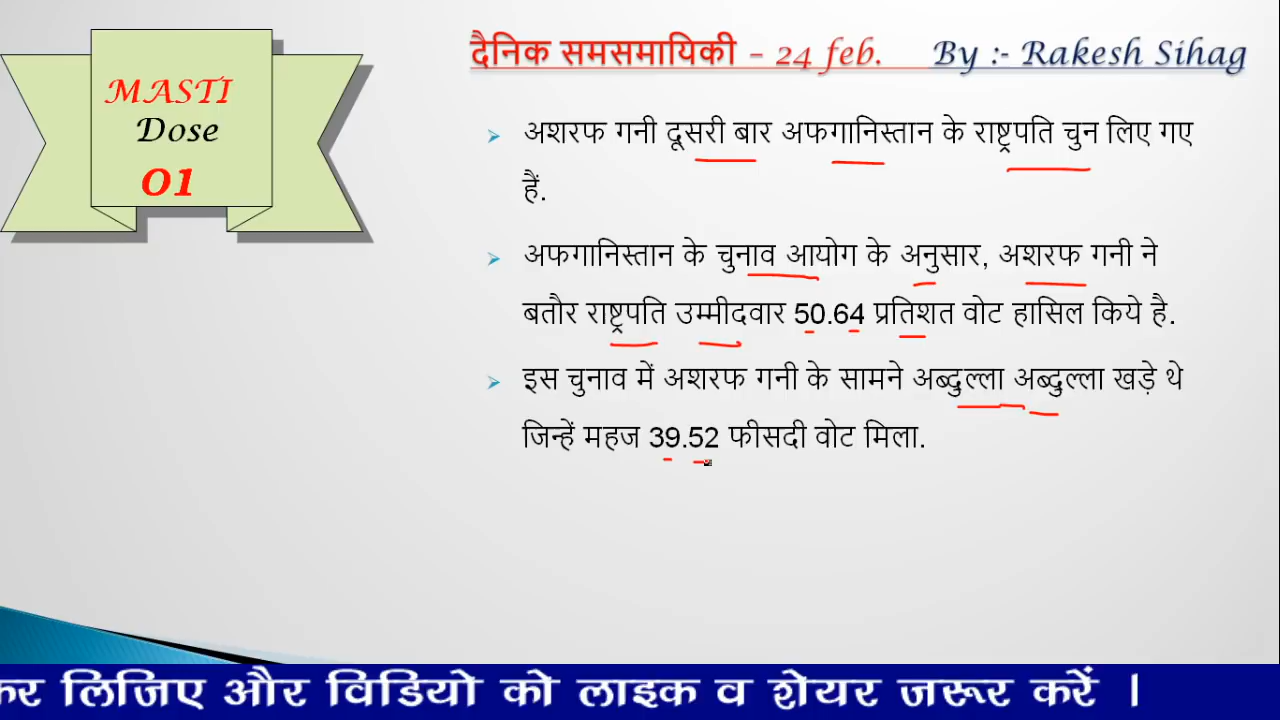 MASTI
Dose
01
दैनिक समसमायिकी – 24 feb. By :- Rakesh Sihag
अशरफ गनी दूसरी बार अफगानिस्तान के राष्ट्रपति चुन लिए गए
हैं.
अफगानिस्तान के चुनाव आयोग के अनुसार, अशरफ गनी ने
बतौर राष्ट्रपति उम्मीदवार 50.64 प्रतिशत वोट हासिल किये है.
इस चुनाव में अशरफ गनी के सामने अब्दुल्ला अब्दुल्ला खड़े थे
जिन्हें महज 39.52 फीसदी वोट मिला.
लिजिए और विडियो को लाइक व शेयर जरूर करें ।